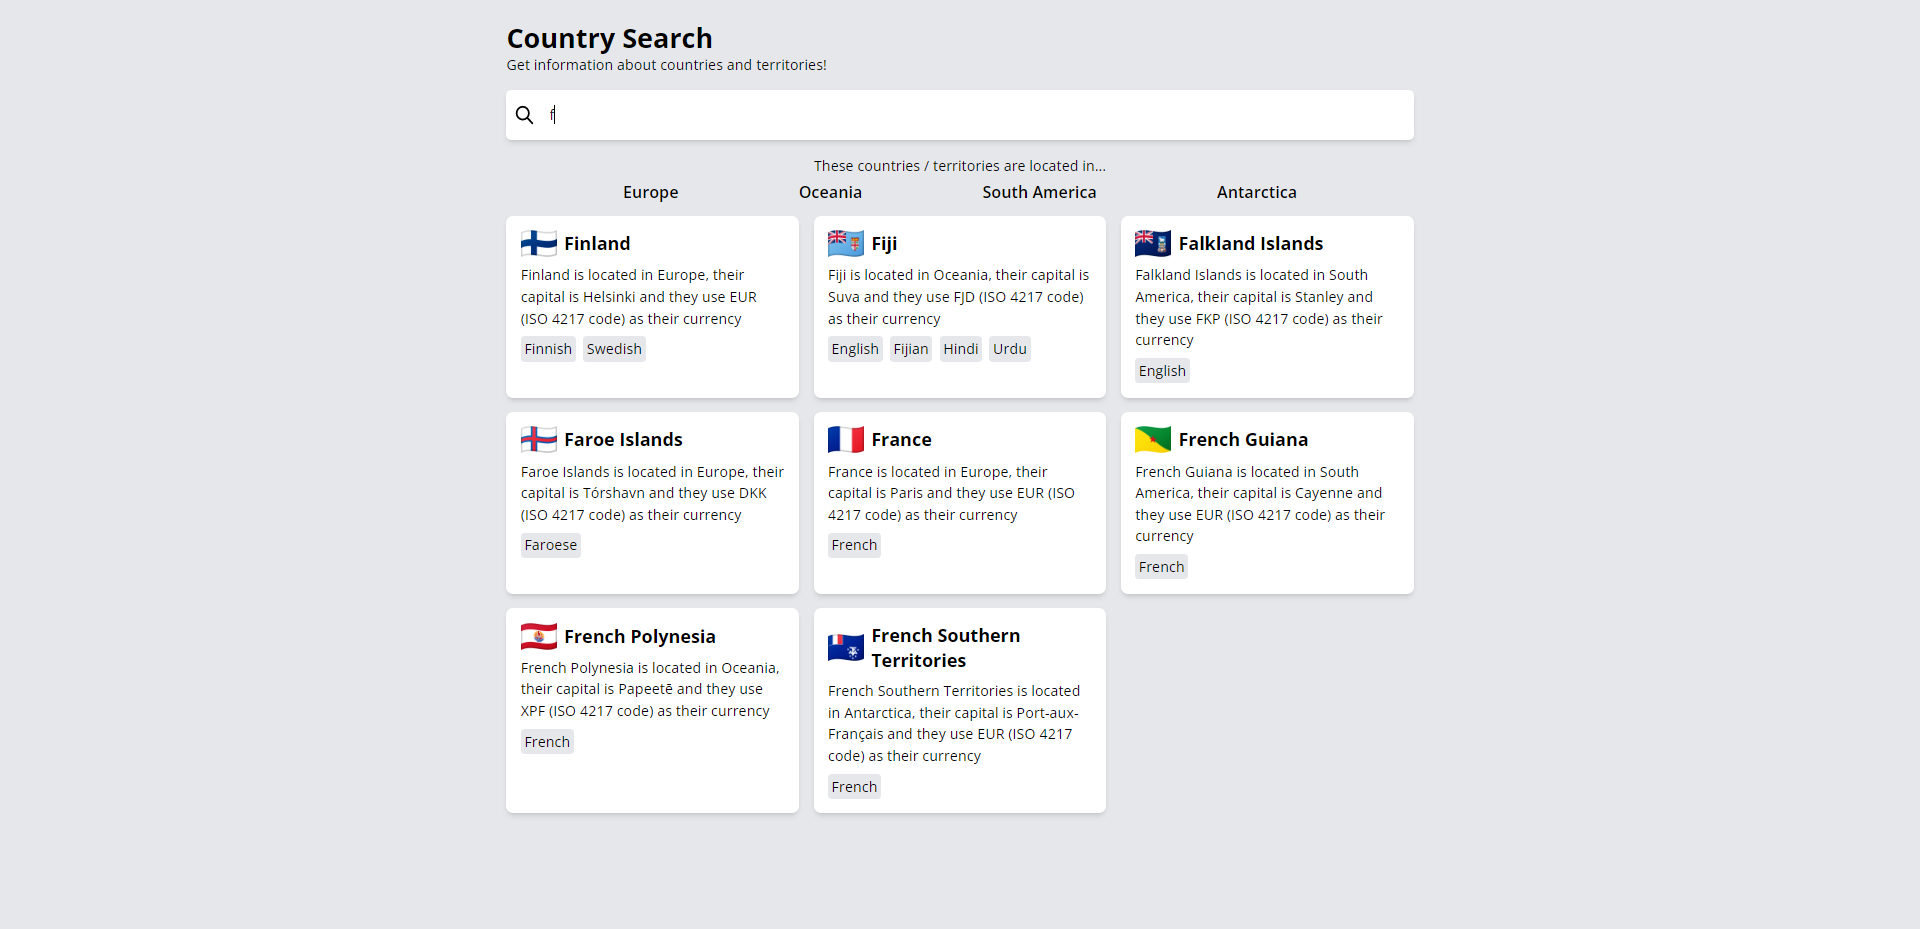 Country Search
Get information about countries and territories!
f
These countries / territories are located in...
Europe
Oceania
South America
Antarctica
Finland
Finland is located in Europe, their
capital is Helsinki and they use EUR
(ISO 4217 code) as their currency
Finnish
Swedish
Fiji
Fiji is located in Oceania, their capital is
Suva and they use FJD (ISO 4217 code)
as their currency
English
Fijian
Hindi
Urdu
Falkland Islands
Falkland Islands is located in South
America, their capital is Stanley and
they use FKP (ISO 4217 code) as their
currency
English
Faroe Islands
Faroe Islands is located in Europe, their
capital is Tórshavn and they use DKK
(ISO 4217 code) as their currency
Faroese
France
France is located in Europe, their
capital is Paris and they use EUR (ISO
4217 code) as their currency
French
French Guiana
French Guiana is located in South
America, their capital is Cayenne and
they use EUR (ISO 4217 code) as their
currency
French
French Polynesia
French Polynesia is located in Oceania,
their capital is Papeetē and they use
XPF (ISO 4217 code) as their currency
French
French Southern
Territories
French Southern Territories is located
in Antarctica, their capital is Port-aux-
Français and they use EUR (ISO 4217
code) as their currency
French